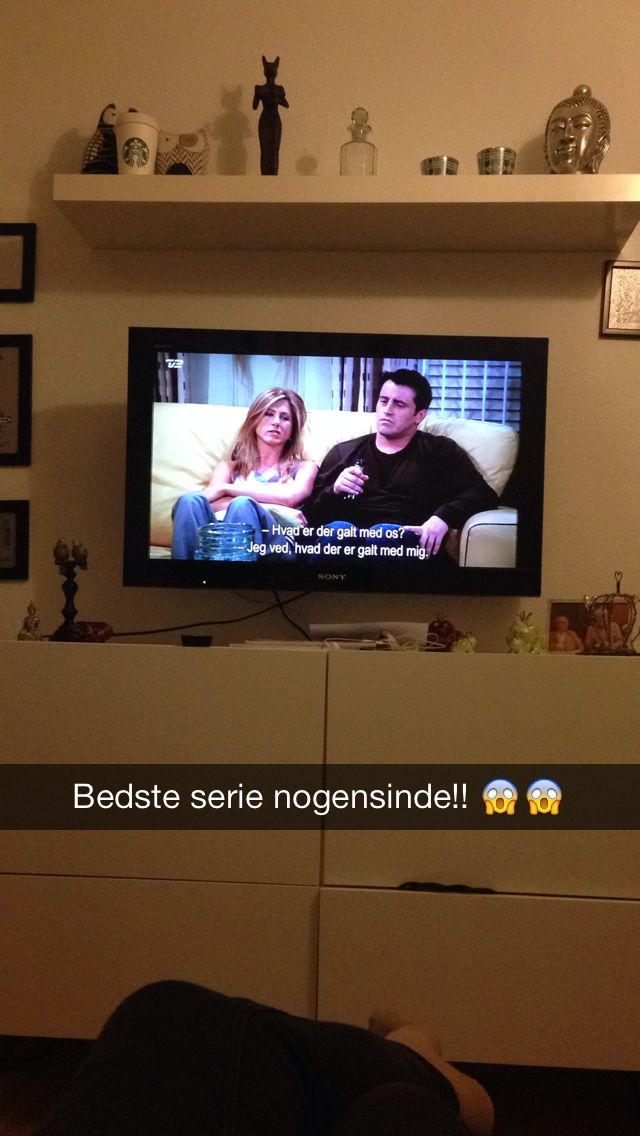 TV2
– Hvad er der galt med os?
– Jeg ved, hvad der er galt med mig.
SONY
Bedste serie nogensinde!! 😱😱